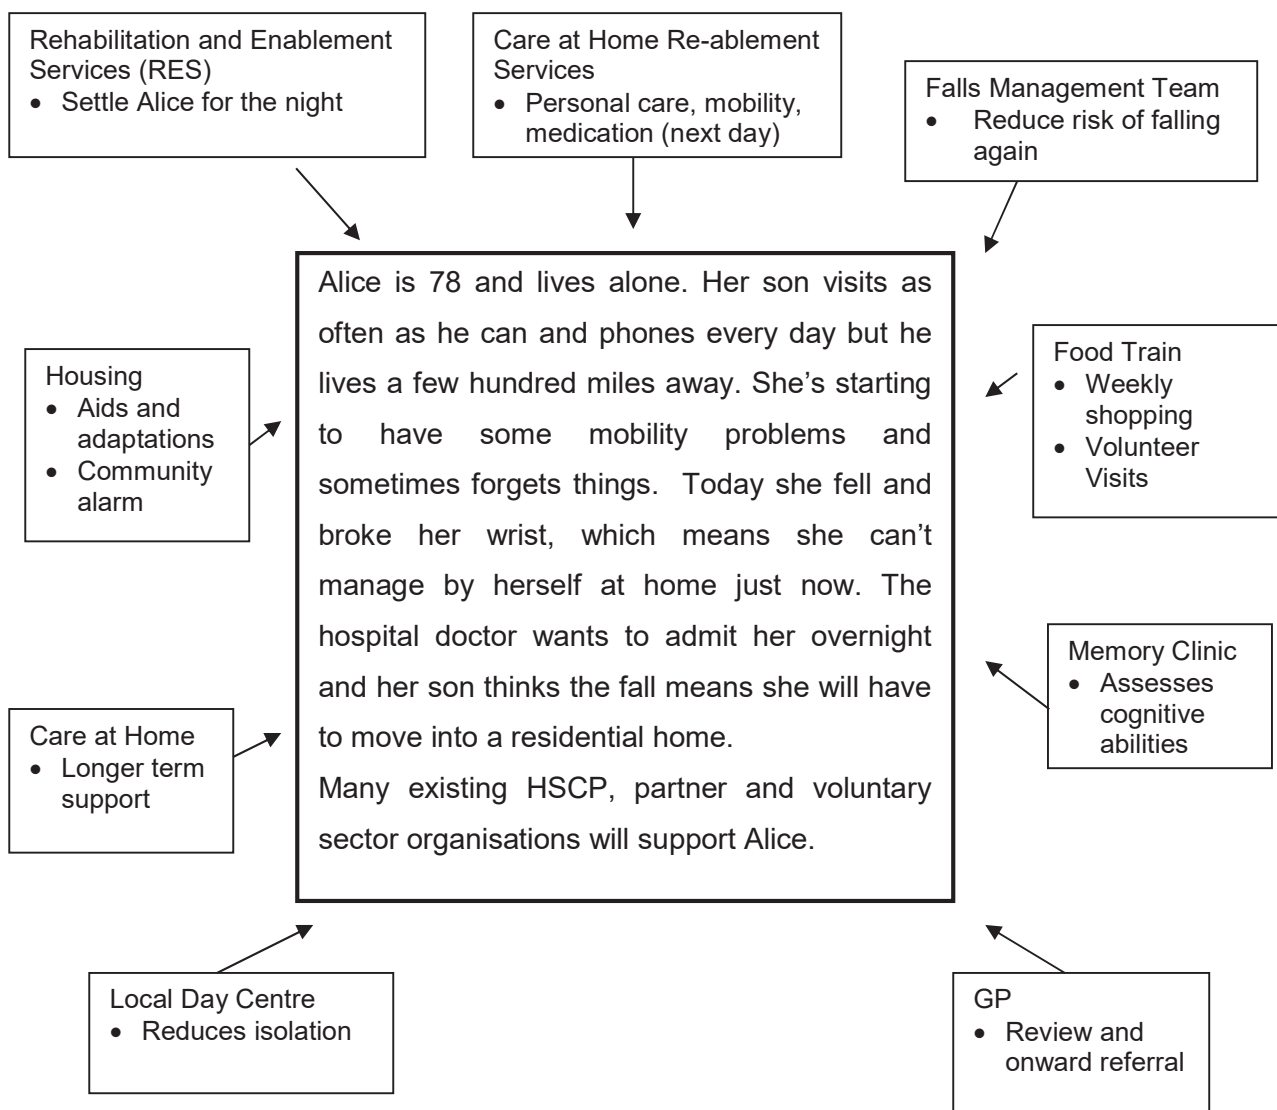 Rehabilitation and Enablement
Services (RES)
• Settle Alice for the night
Care at Home Re-ablement
Services
• Personal care, mobility,
medication (next day)
Falls Management Team
• Reduce risk of falling
again
Alice is 78 and lives alone. Her son visits as
often as he can and phones every day but he
lives a few hundred miles away. She’s starting
to have some mobility problems and
sometimes forgets things. Today she fell and
broke her wrist, which means she can’t
manage by herself at home just now. The
hospital doctor wants to admit her overnight
and her son thinks the fall means she will have
to move into a residential home.
Many existing HSCP, partner and voluntary
sector organisations will support Alice.
Housing
• Aids and
adaptations
• Community
alarm
Food Train
• Weekly
shopping
• Volunteer
Visits
Care at Home
• Longer term
support
Memory Clinic
• Assesses
cognitive
abilities
Local Day Centre
• Reduces isolation
GP
• Review and
onward referral